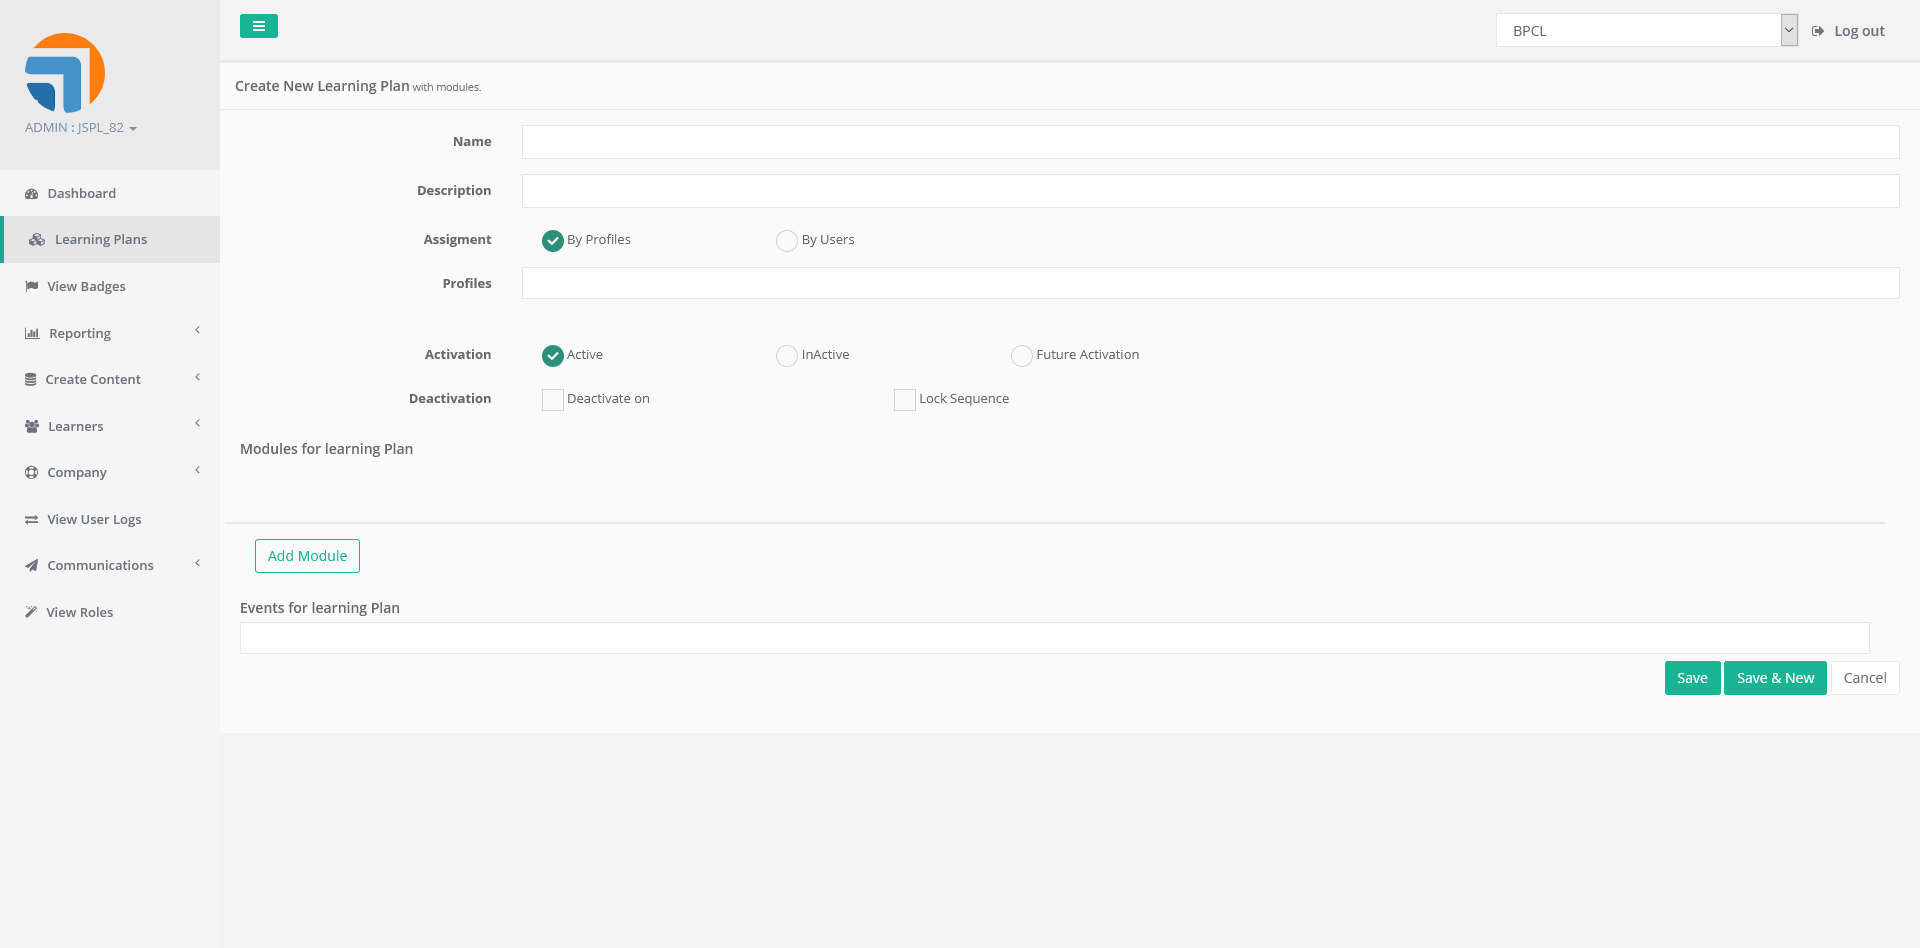 BPCL
Log out
ADMIN : JSPL_82
Dashboard
Learning Plans
View Badges
Reporting
Create Content
Learners
Company
View User Logs
Communications
View Roles
Create New Learning Plan with modules.
Name
Description
Assigment By Profiles By Users
Profiles
Activation Active InActive Future Activation
Deactivation Deactivate on Lock Sequence
Modules for learning Plan
Add Module
Events for learning Plan
Save Save & New Cancel